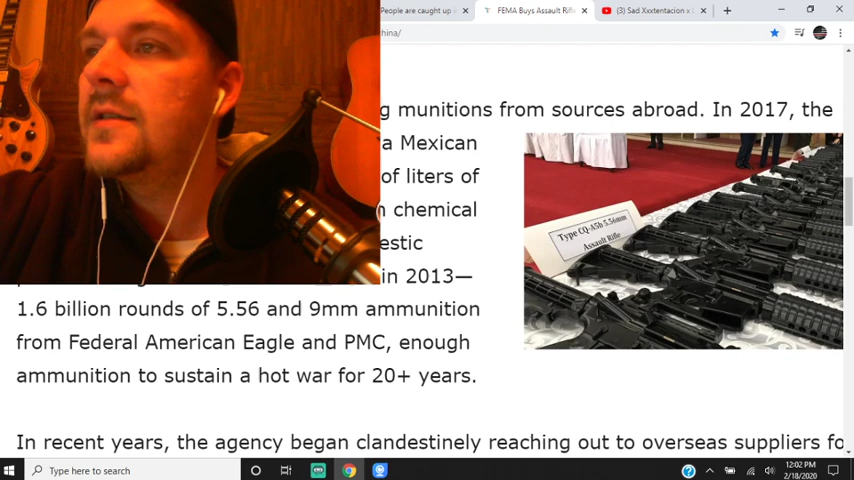 People are caught up i
FEMA Buys Assault Rifl
(3) Sad Xxxtentacion x
hina/
g munitions from sources abroad. In 2017, the
a Mexican
of liters of
chemical
estic
in 2013—
1.6 billion rounds of 5.56 and 9mm ammunition
from Federal American Eagle and PMC, enough
ammunition to sustain a hot war for 20+ years.
Type CQ-A5b 5.56mm
Assault Rifle
In recent years, the agency began clandestinely reaching out to overseas suppliers fo
Type here to search
12:02 PM
2/18/2020